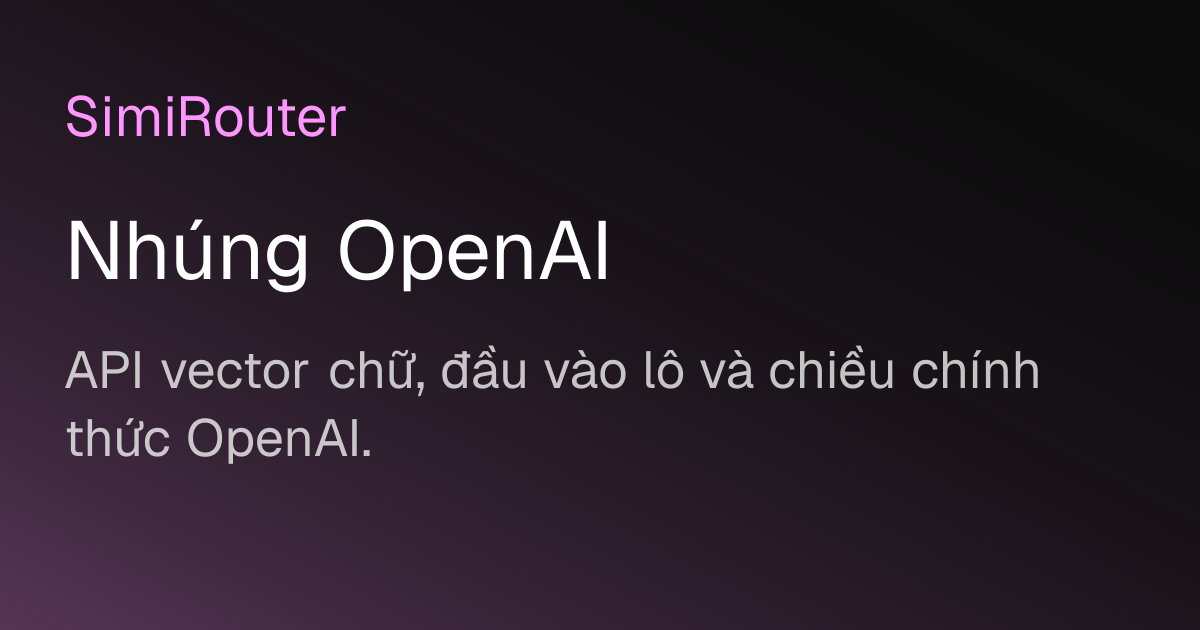 SimiRouter
Nhúng OpenAI
API vector chữ, đầu vào lô và chiều chính
thức OpenAI.